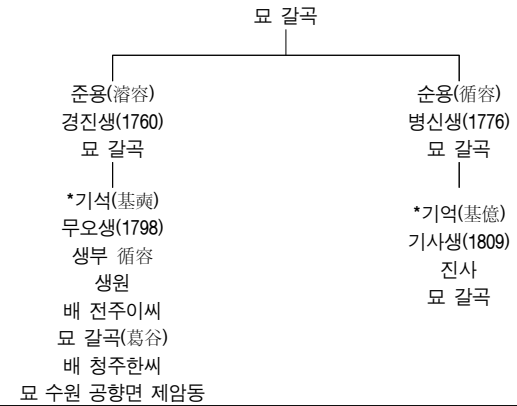 묘 갈곡
준용(濬容)
경진생(1760)
묘 갈곡
*기석(基奭)
무오생(1798)
생부 循容
생원
배 전주이씨
묘 갈곡(葛谷)
배 청주한씨
묘 수원 공향면 제암동
순용(循容)
병신생(1776)
묘 갈곡
*기억(基億)
기사생(1809)
진사
묘 갈곡